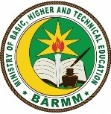 MINISTRY OF BASIC, HIGHER AND TECHNICAL EDUCATION
BARMM